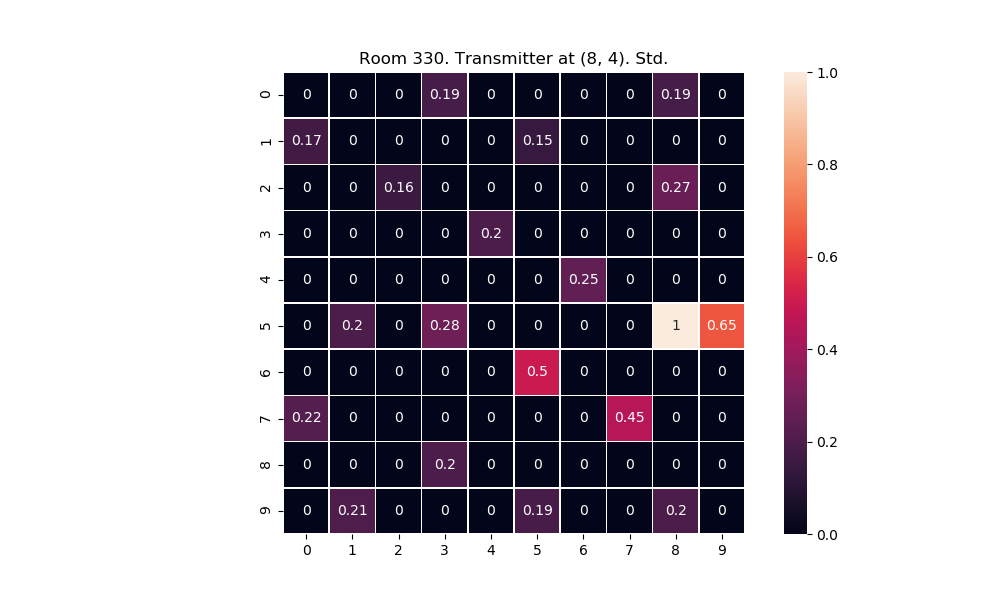 Room 330. Transmitter at (8, 4). Std.
0 0 0 0 0.19 0 0 0 0 0.19 0
1 0.17 0 0 0 0 0.15 0 0 0 0
2 0 0 0.16 0 0 0 0 0 0.27 0
3 0 0 0 0 0.2 0 0 0 0 0
4 0 0 0 0 0 0 0.25 0 0 0
5 0 0.2 0 0.28 0 0 0 0 1 0.65
6 0 0 0 0 0 0.5 0 0 0 0
7 0.22 0 0 0 0 0 0 0.45 0 0
8 0 0 0 0.2 0 0 0 0 0 0
9 0 0.21 0 0 0 0.19 0 0 0.2 0
0 1 2 3 4 5 6 7 8 9
1.0
0.8
0.6
0.4
0.2
0.0